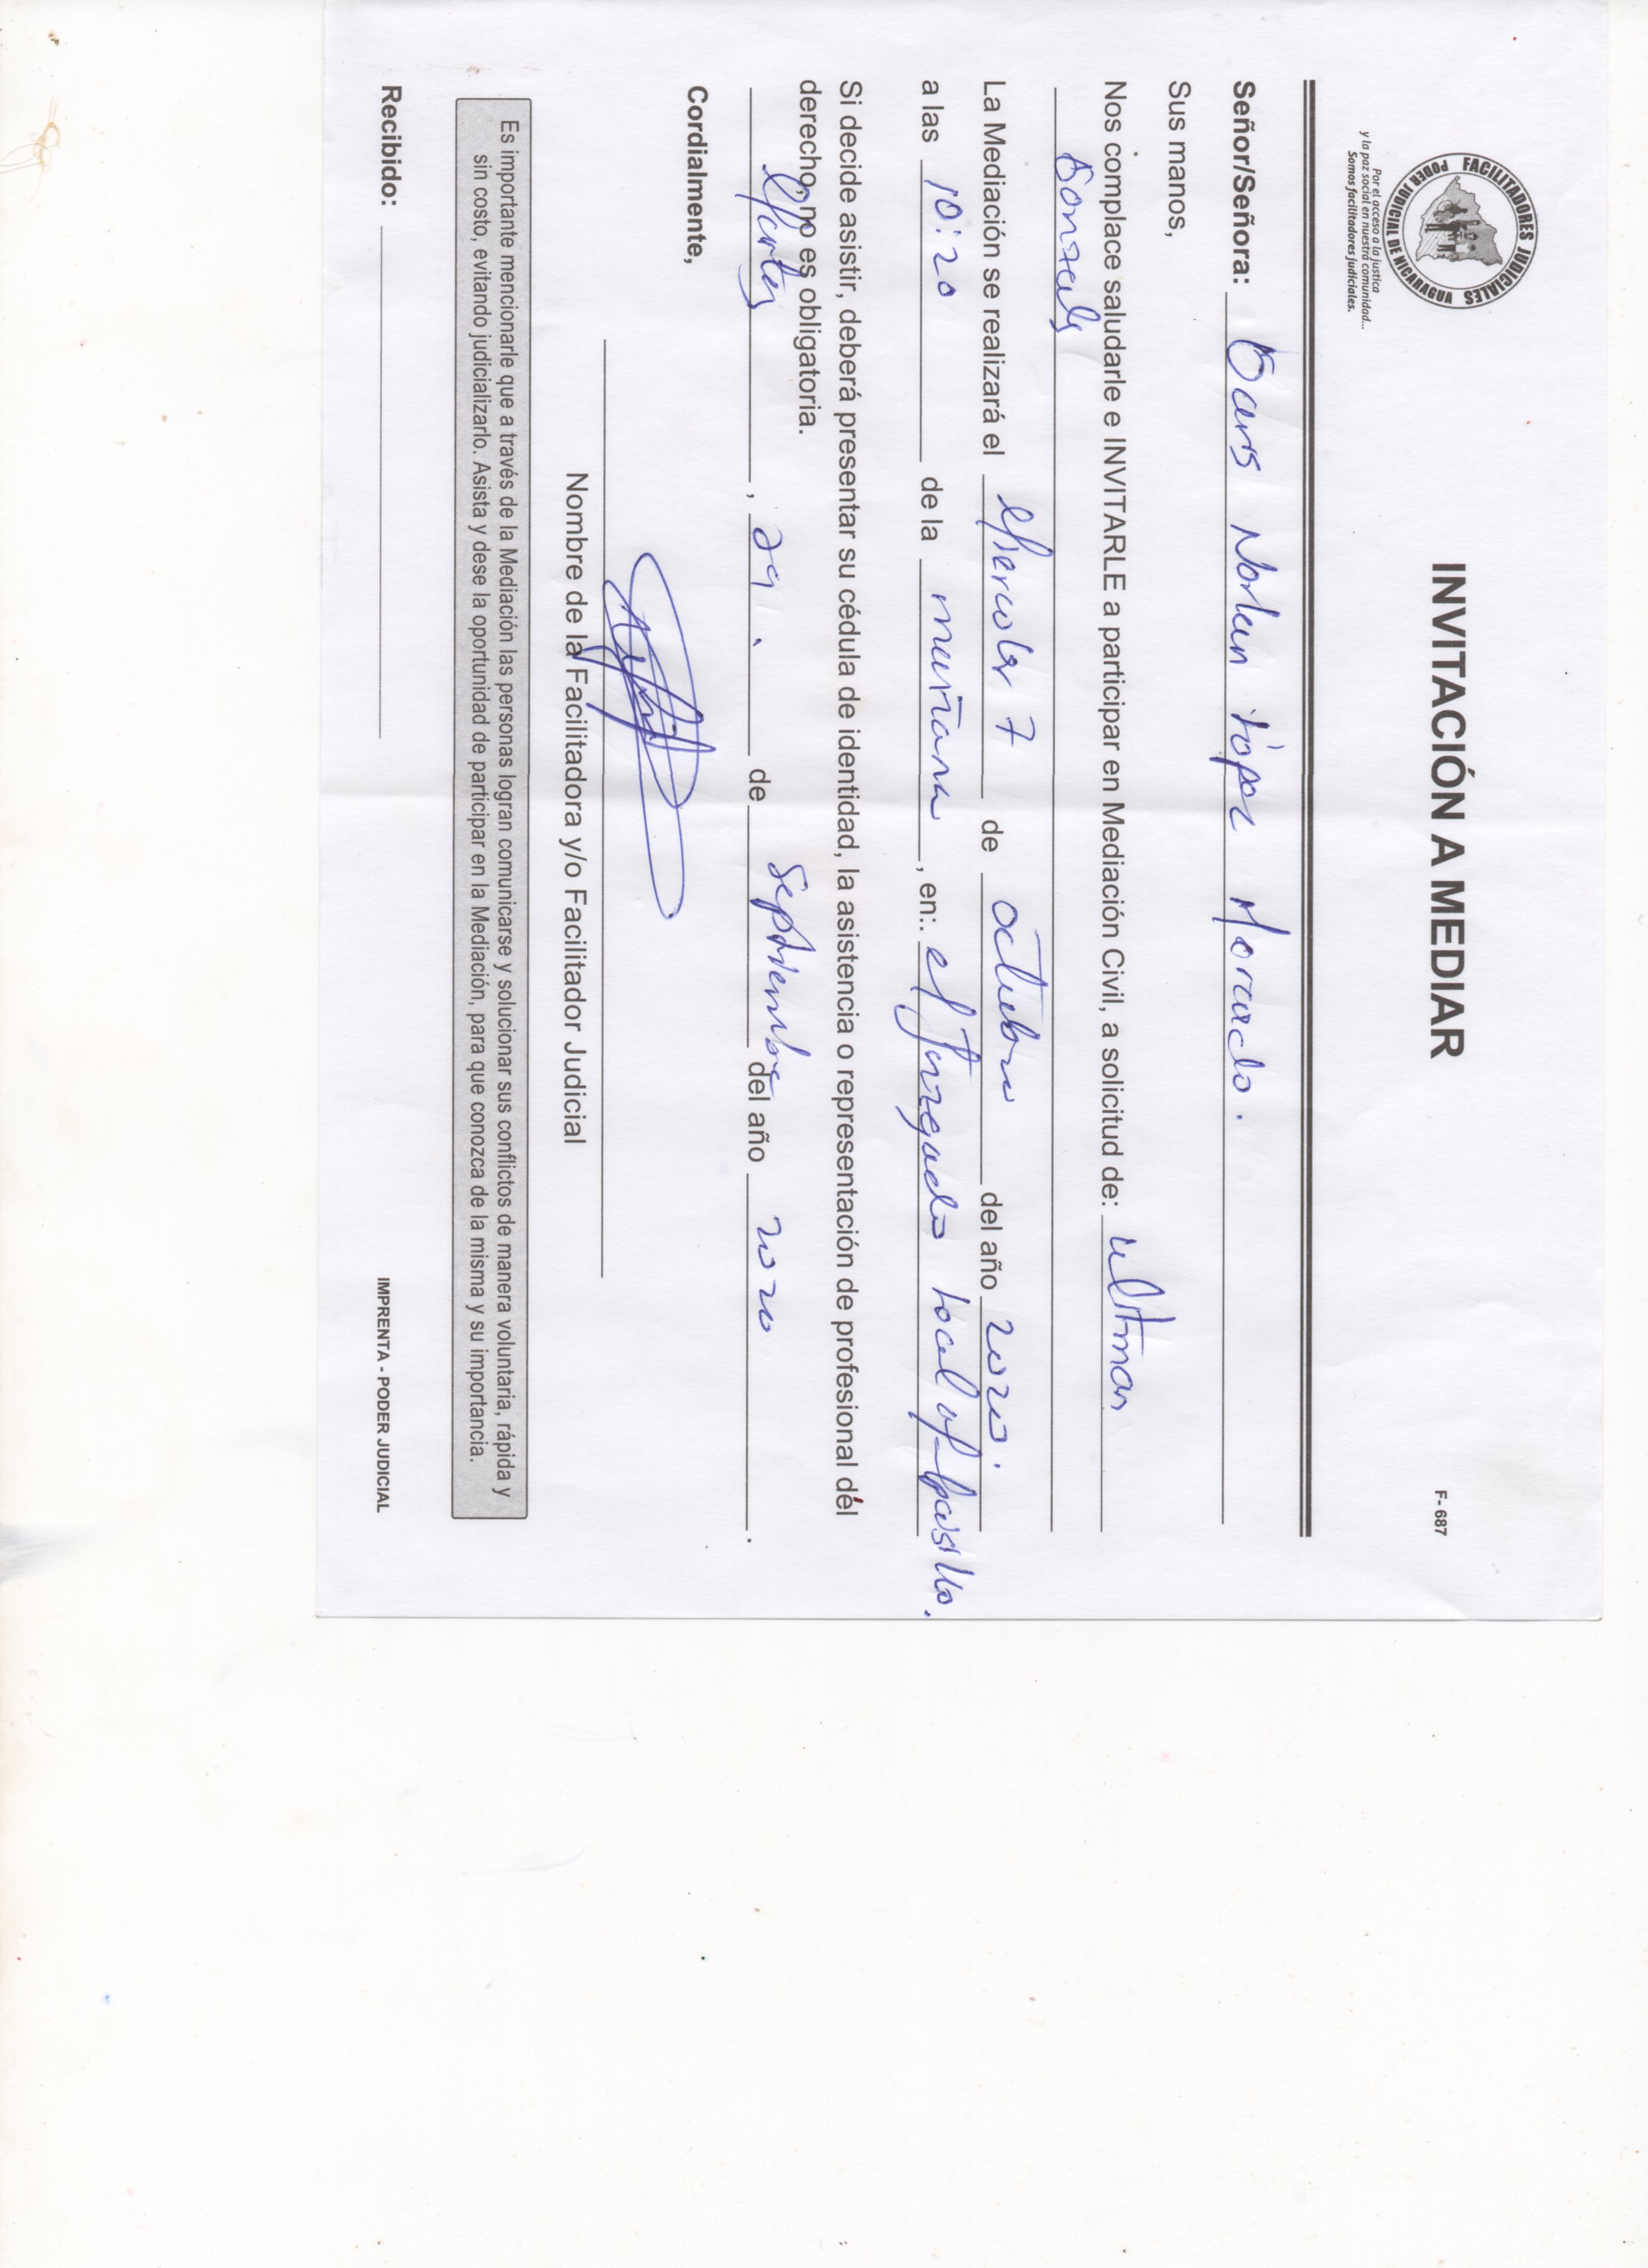 FACILITADORES JUDICIALES
PODER JUDICIAL DE NICARAGUA
Por el acceso a la justicia
y la paz social en nuestra comunidad...
Somos facilitadores judiciales.
INVITACIÓN A MEDIAR
F- 687
Señor/Señora: Norlan López Mercado.
Sus manos,
Nos complace saludarle e INVITARLE a participar en Mediación Civil, a solicitud de:
La Mediación se realizará el Miercoles 7 de octubre del año 2020.
a las 10:20 de la mañana, en:. el Juzgado Local
Si decide asistir, deberá presentar su cédula de identidad, la asistencia o representación de profesional del
derecho, no es obligatoria.
Martes, 29. de Septiembre del año 2020.
Cordialmente,
Nombre de la Facilitadora y/o Facilitador Judicial
Es importante mencionarle que a través de la Mediación las personas logran comunicarse y solucionar sus conflictos de manera voluntaria, rápida y
sin costo, evitando judicializarlo. Asista y dese la oportunidad de participar en la Mediación, para que conozca de la misma y su importancia.
Recibido:
IMPRENTA - PODER JUDICIAL